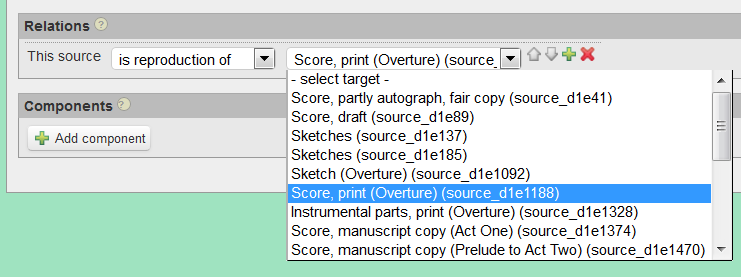 Relations ?
This source is reproduction of Score, print (Overture) (source_
- select target -
Score, partly autograph, fair copy (source_d1e41)
Components ?
Score, draft (source_d1e89)
Add component
Sketches (source_d1e137)
Sketches (source_d1e185)
Sketch (Overture) (source_d1e1092)
Score, print (Overture) (source_d1e1188)
Instrumental parts, print (Overture) (source_d1e1328)
Score, manuscript copy (Act One) (source_d1e1374)
Score, manuscript copy (Prelude to Act Two) (source_d1e1470)